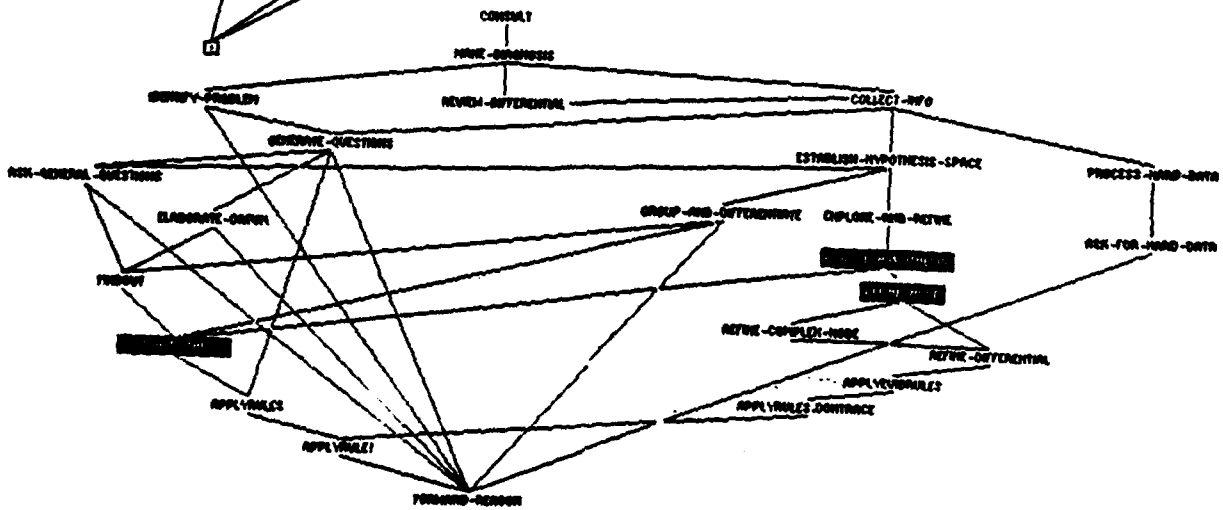 CONSULT
MAKE-DIAGNOSIS
IDENTIFY-PROBLEM
REVIEW-DIFFERENTIAL
COLLECT-INFO
GENERATE-QUESTIONS
ASK-GENERAL-QUESTIONS
ESTABLISH-HYPOTHESIS-SPACE
PROCESS-HARD-DATA
ELABORATE-DATUM
GROUP-AND-DIFFERENTIATE
EXPLORE-AND-REFINE
ASK-FOR-HARD-DATA
FINDOUT
REFINE-COMPLEX-NODE
REFINE-DIFFERENTIAL
APPLYRULES
APPLYRULE!
FORWARD-REASON